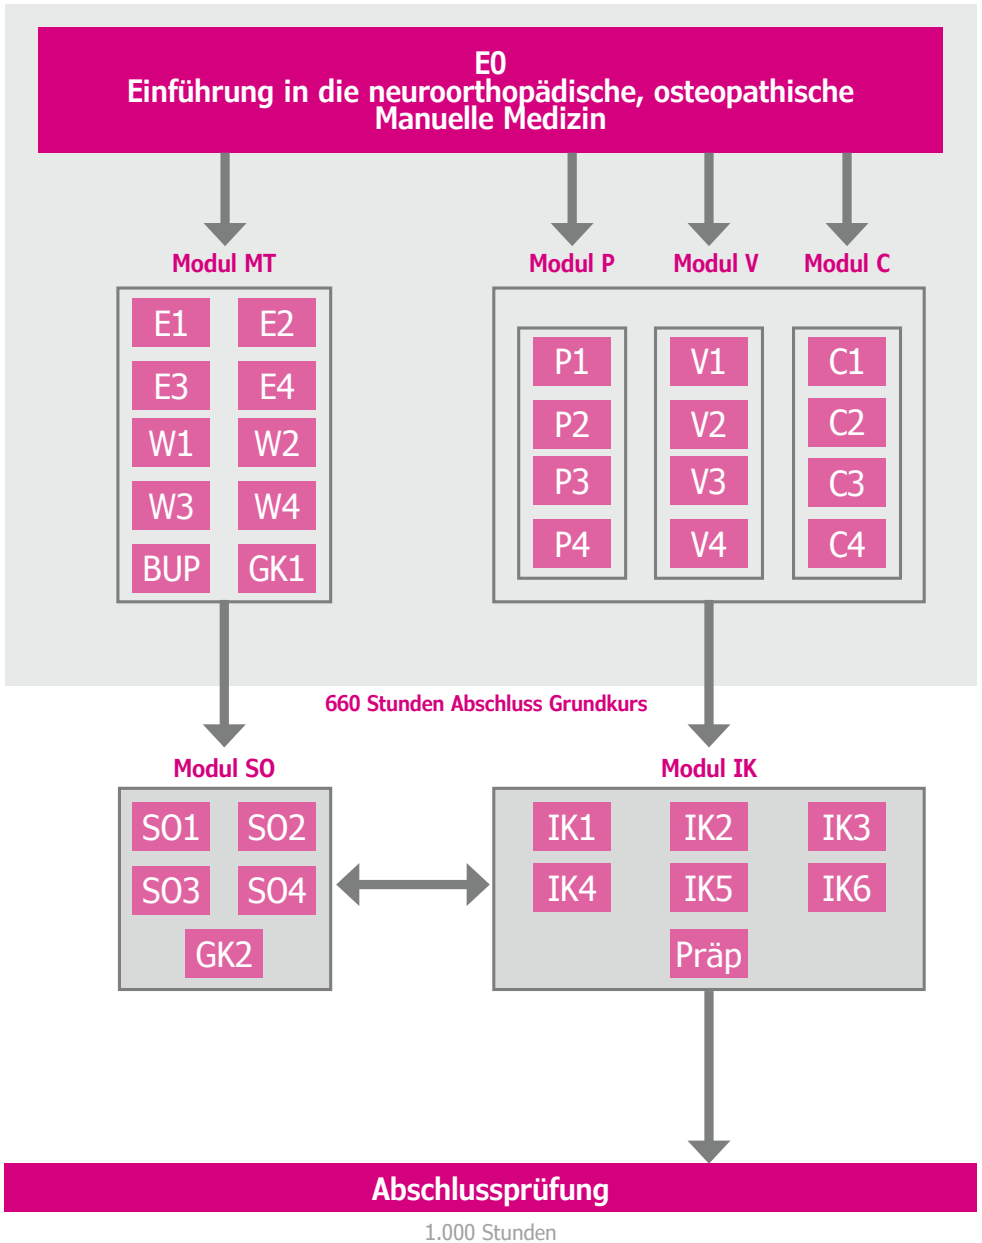 E0
Einführung in die neuroorthopädische, osteopathische
Manuelle Medizin
Modul MT
Modul P
Modul V
Modul C
E1 E2
E3 E4
W1 W2
W3 W4
BUP GK1
P1
P2
P3
P4
V1
V2
V3
V4
C1
C2
C3
C4
660 Stunden Abschluss Grundkurs
Modul SO
SO1 SO2
SO3 SO4
GK2
Modul IK
IK1 IK2 IK3
IK4 IK5 IK6
Präp
Abschlussprüfung
1.000 Stunden